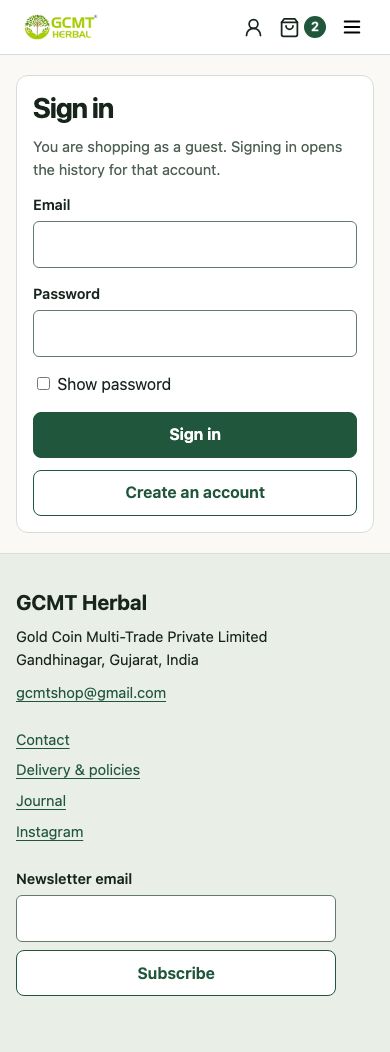 GCMT
HERBAL
2
Sign in
You are shopping as a guest. Signing in opens
the history for that account.
Email
Password
Show password
Sign in
Create an account
GCMT Herbal
Gold Coin Multi-Trade Private Limited
Gandhinagar, Gujarat, India
gcmtshop@gmail.com
Contact
Delivery & policies
Journal
Instagram
Newsletter email
Subscribe